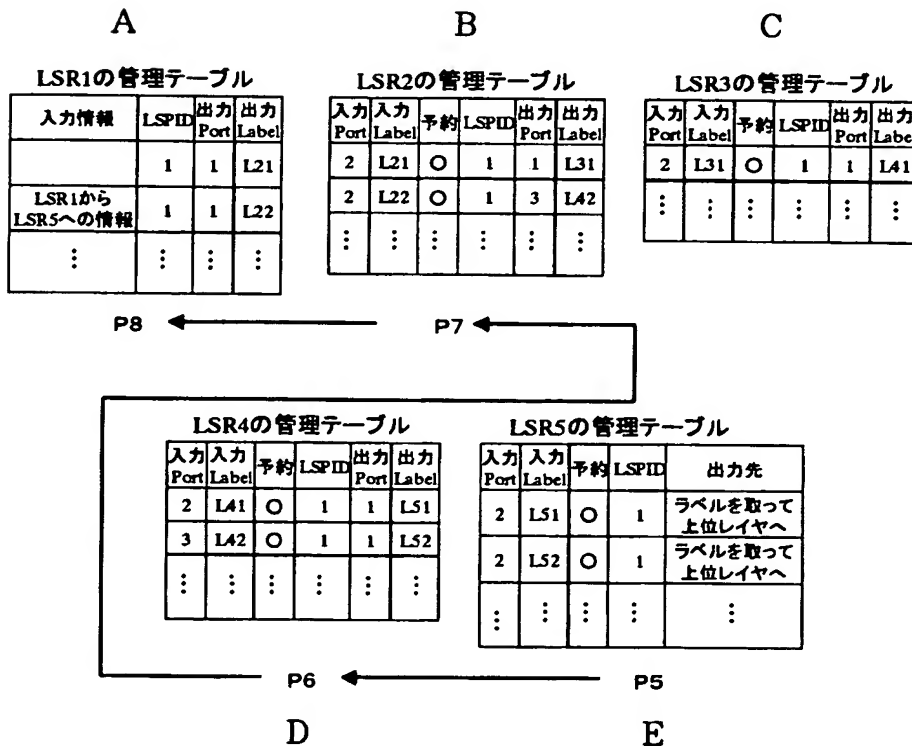 A
B
C
LSR1の管理テーブル
入力情報 LSPID 出力Port 出力Label
1 1 L21
LSR1からLSR5への情報 1 1 L22
⋮ ⋮ ⋮ ⋮
LSR2の管理テーブル
入力Port 入力Label 予約 LSPID 出力Port 出力Label
2 L21 ○ 1 1 L31
2 L22 ○ 1 3 L42
⋮ ⋮ ⋮ ⋮ ⋮ ⋮
LSR3の管理テーブル
入力Port 入力Label 予約 LSPID 出力Port 出力Label
2 L31 ○ 1 1 L41
⋮ ⋮ ⋮ ⋮ ⋮ ⋮
P8
P7
LSR4の管理テーブル
入力Port 入力Label 予約 LSPID 出力Port 出力Label
2 L41 ○ 1 1 L51
3 L42 ○ 1 1 L52
⋮ ⋮ ⋮ ⋮ ⋮ ⋮
LSR5の管理テーブル
入力Port 入力Label 予約 LSPID 出力先
2 L51 ○ 1 ラベルを取って上位レイヤへ
2 L52 ○ 1 ラベルを取って上位レイヤへ
⋮ ⋮ ⋮ ⋮ ⋮
P6
P5
D
E